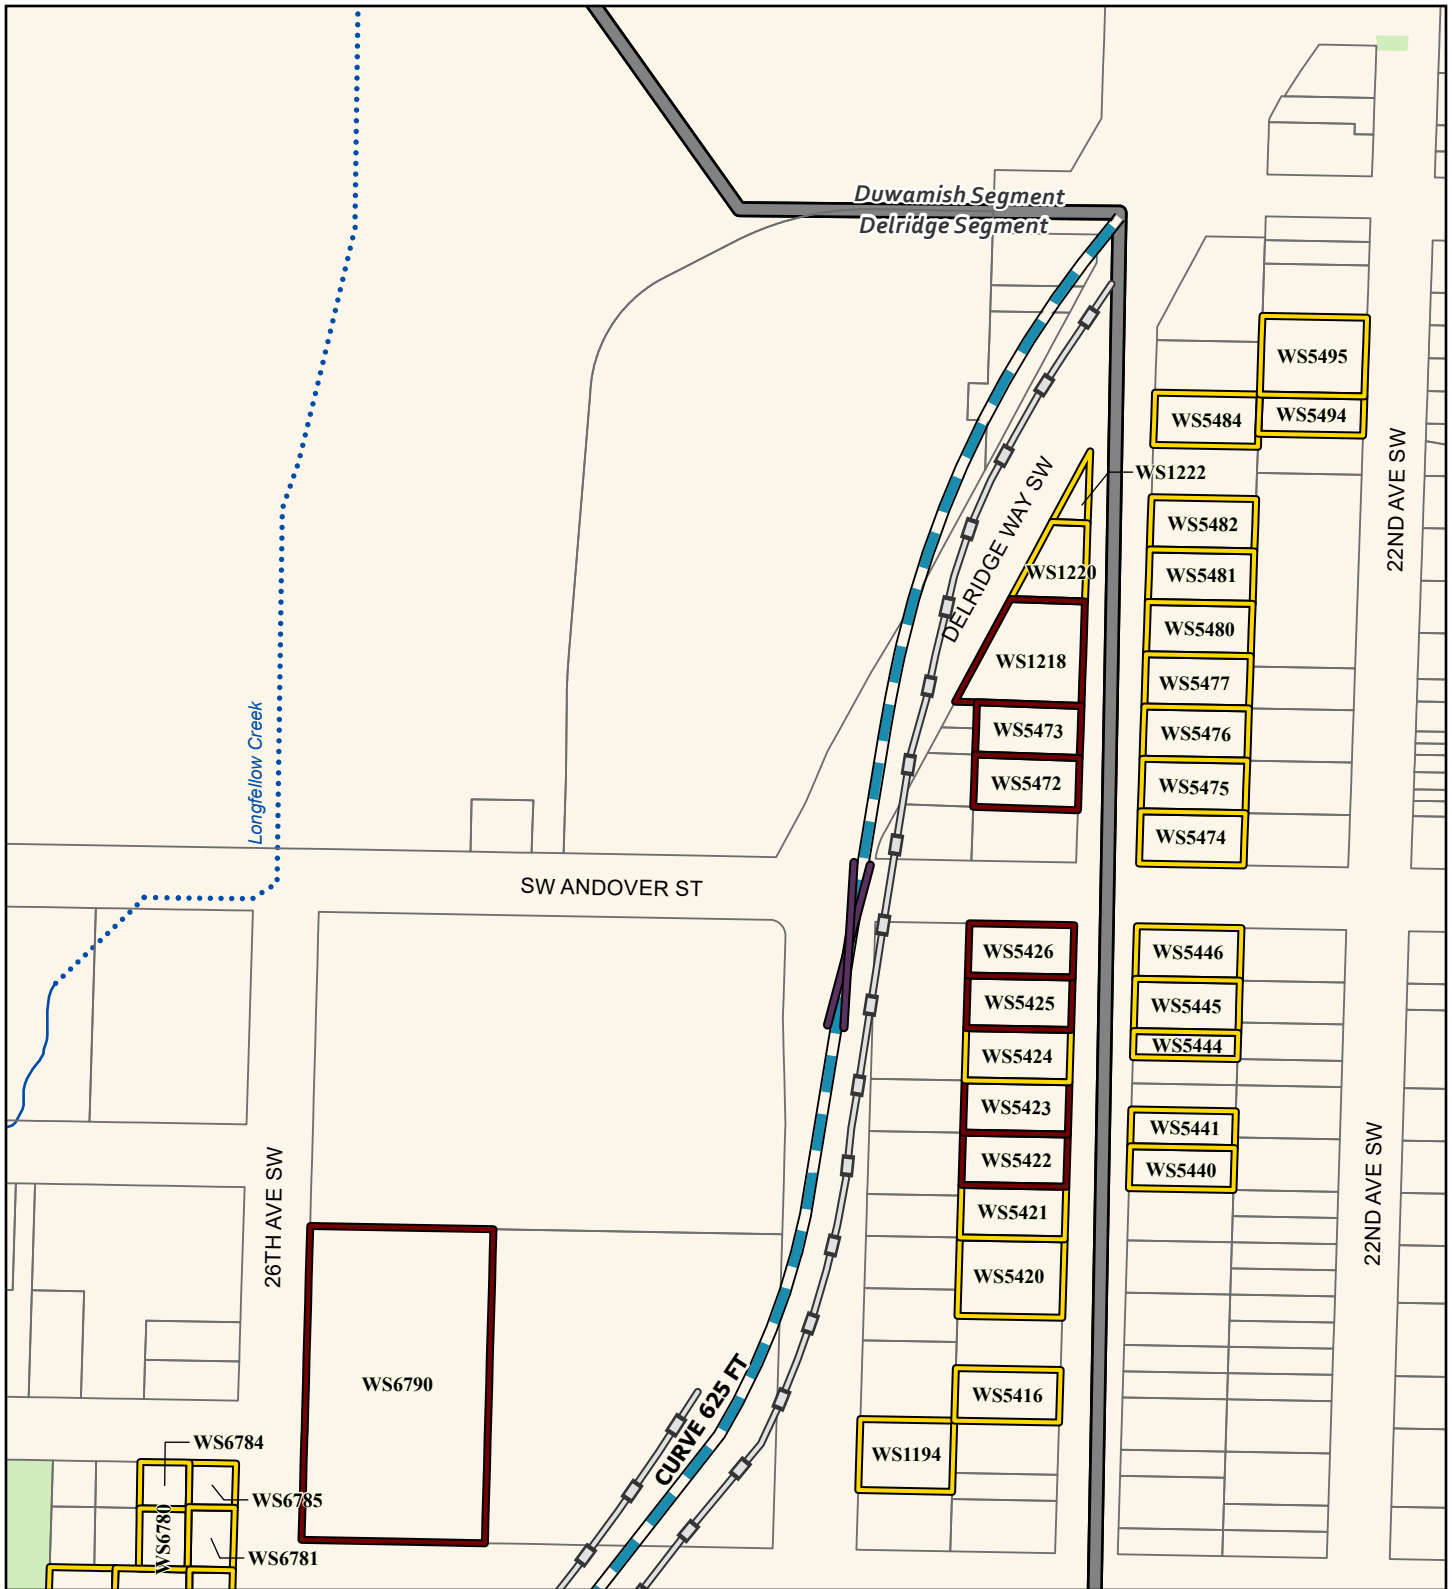 Duwamish Segment
Delridge Segment
WS5495
WS5494
WS5484
22ND AVE SW
WS1222
DELRIDGE WAY SW
WS5482
WS1220
WS5481
WS5480
WS1218
WS5477
WS5473
WS5476
Longfellow Creek
WS5472
WS5475
WS5474
SW ANDOVER ST
WS5426
WS5446
WS5425
WS5445
WS5424
WS5444
WS5423
WS5441
WS5422
WS5440
22ND AVE SW
26TH AVE SW
WS5421
WS5420
WS6790
WS5416
CURVE 625 FT
WS6784
WS1194
WS6785
WS6780
WS6781